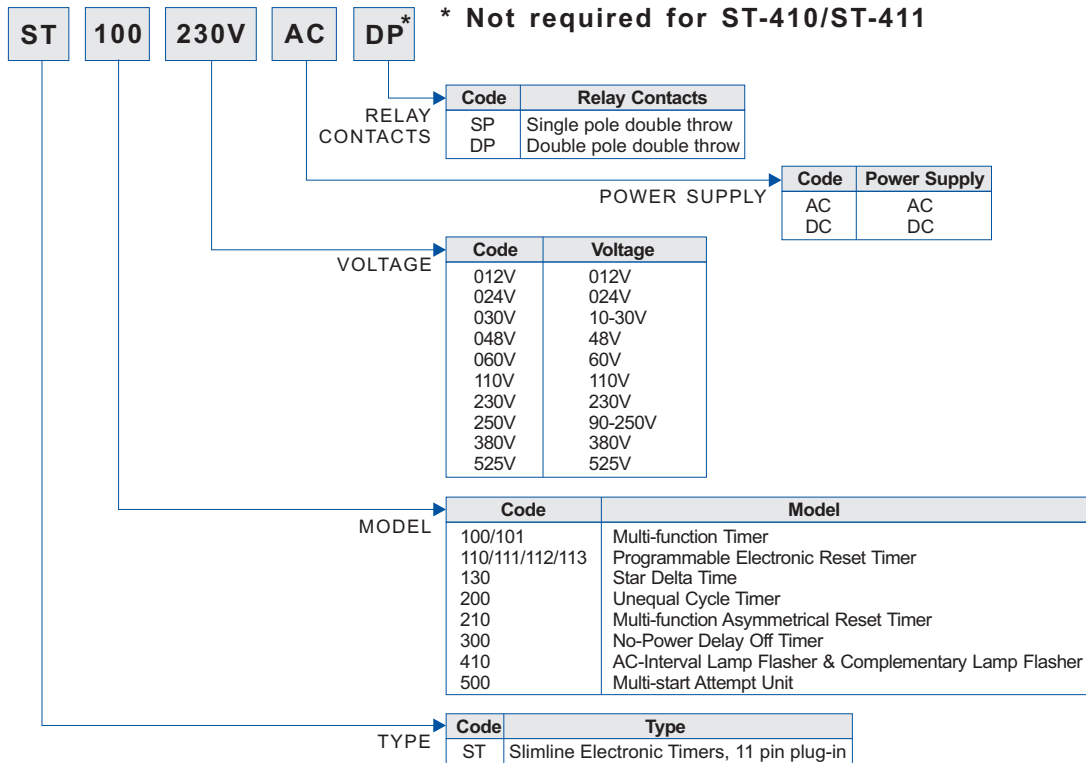 ST 100 230V AC DP* * Not required for ST-410/ST-411
RELAY CONTACTS
Code Relay Contacts
SP Single pole double throw
DP Double pole double throw
POWER SUPPLY
Code Power Supply
AC AC
DC DC
VOLTAGE
Code Voltage
012V 012V
024V 024V
030V 10-30V
048V 48V
060V 60V
110V 110V
230V 230V
250V 90-250V
380V 380V
525V 525V
MODEL
Code Model
100/101 Multi-function Timer
110/111/112/113 Programmable Electronic Reset Timer
130 Star Delta Time
200 Unequal Cycle Timer
210 Multi-function Asymmetrical Reset Timer
300 No-Power Delay Off Timer
410 AC-Interval Lamp Flasher & Complementary Lamp Flasher
500 Multi-start Attempt Unit
TYPE
Code Type
ST Slimline Electronic Timers, 11 pin plug-in